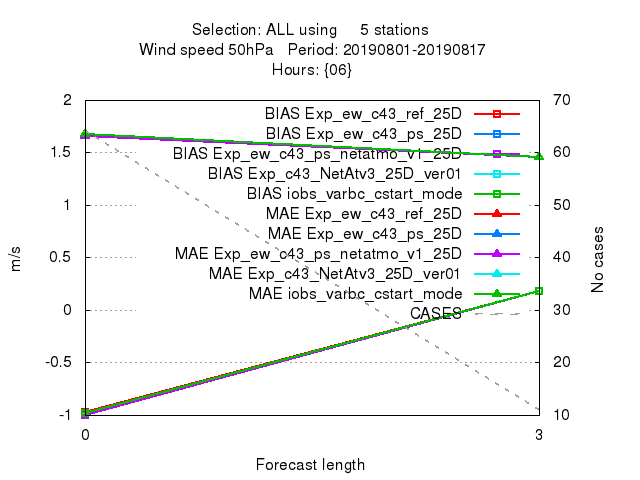 Selection: ALL using 5 stations
Wind speed 50hPa Period: 20190801-20190817
Hours: {06}
2 70
BIAS Exp_ew_c43_ref_25D
BIAS Exp_ew_c43_ps_25D
1.5 BIAS Exp_ew_c43_ps_netatmo_v1_25D 60
BIAS Exp_c43_NetAtv3_25D_ver01
BIAS iobs_varbc_cstart_mode
1 50
MAE Exp_ew_c43_ref_25D
MAE Exp_ew_c43_ps_25D
0.5 MAE Exp_ew_c43_ps_netatmo_v1_25D 40
MAE Exp_c43_NetAtv3_25D_ver01
MAE iobs_varbc_cstart_mode
0 CASES 30
-0.5 20
-1 10
0 3
m/s
No cases
Forecast length